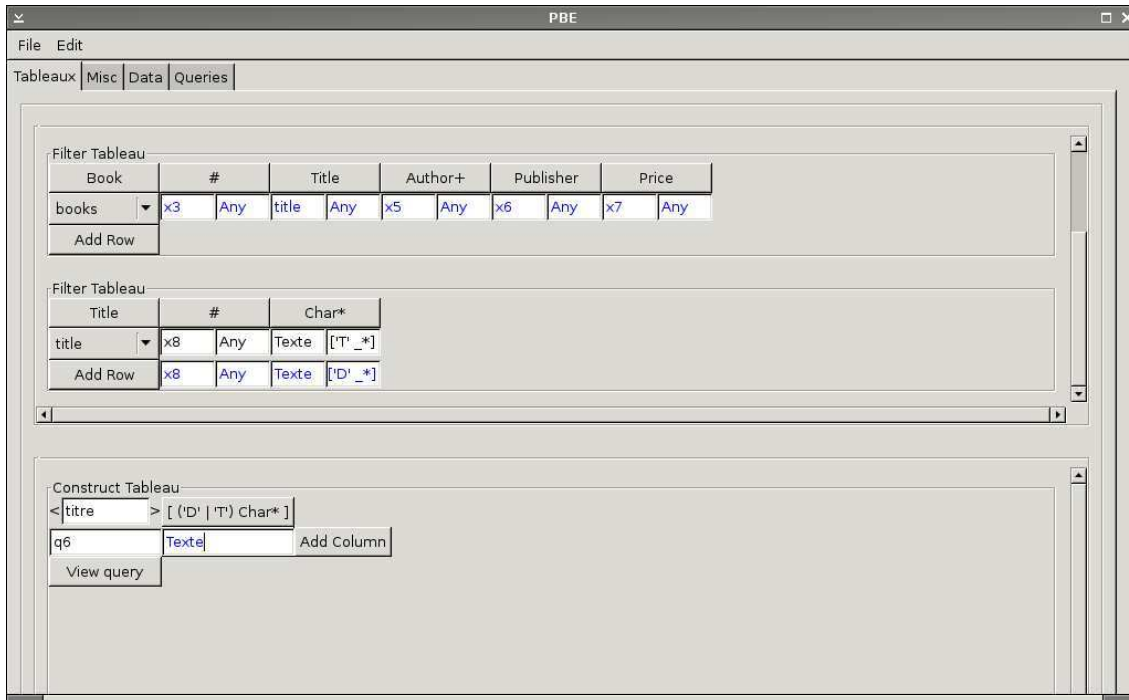 PBE
File Edit
Tableaux Misc Data Queries
Filter Tableau
Book # Title Author+ Publisher Price
books x3 Any title Any x5 Any x6 Any x7 Any
Add Row
Filter Tableau
Title # Char*
title x8 Any Texte ['T' _*]
Add Row x8 Any Texte ['D' _*]
Construct Tableau
<titre> [ ('D' | 'T') Char* ]
q6 Texte Add Column
View query